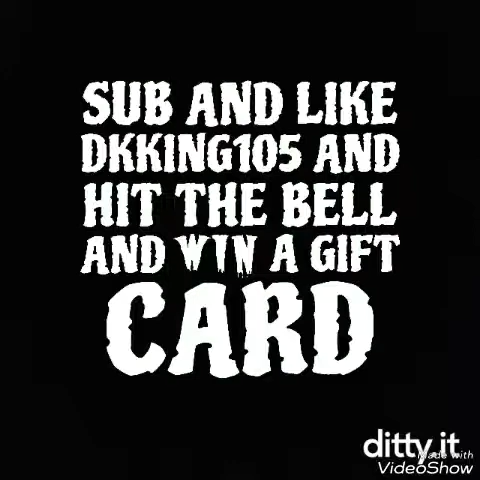 SUB AND LIKE
DKKING105 AND
HIT THE BELL
AND WIN A GIFT
CARD
ditty.it
Made with
VideoShow